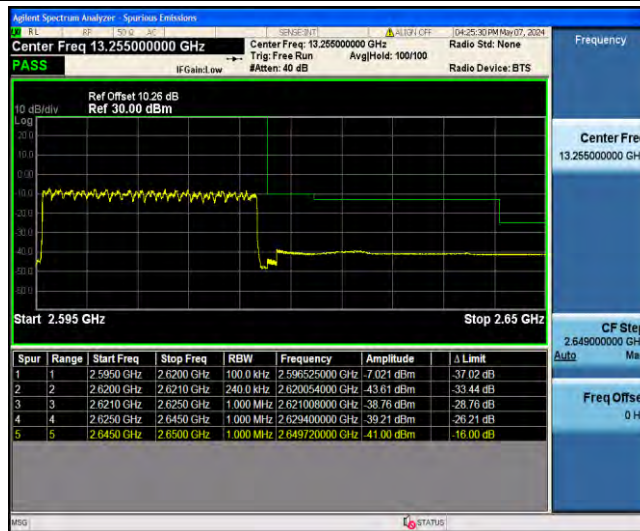 Agilent Spectrum Analyzer - Spurious Emissions
RL RF 50 Ω AC SENSE:INT ALIGN OFF 04:25:30 PM May 07, 2024
Center Freq 13.255000000 GHz
Center Freq: 13.255000000 GHz
Radio Std: None
Trig: Free Run Avg|Hold: 100/100
PASS
IFGain:Low
#Atten: 40 dB
Radio Device: BTS
Ref Offset 10.26 dB
10 dB/div Ref 30.00 dBm
Log
20.0
10.0
0.00
-10.0
-20.0
-30.0
-40.0
-50.0
Start 2.595 GHz Stop 2.65 GHz
Spur Range Start Freq Stop Freq RBW Frequency Amplitude Δ Limit
1 1 2.5950 GHz 2.6200 GHz 100.0 kHz 2.596525000 GHz -7.021 dBm -37.02 dB
2 2 2.6200 GHz 2.6210 GHz 240.0 kHz 2.620054000 GHz -43.61 dBm -33.44 dB
3 3 2.6210 GHz 2.6250 GHz 1.000 MHz 2.621008000 GHz -38.76 dBm -28.76 dB
4 4 2.6250 GHz 2.6450 GHz 1.000 MHz 2.629400000 GHz -39.21 dBm -26.21 dB
5 5 2.6450 GHz 2.6500 GHz 1.000 MHz 2.649720000 GHz -41.00 dBm -16.00 dB
MSG STATUS
Frequency
Center Fre
13.255000000 GH
CF Ste
2.649000000 GH
Auto Ma
Freq Offse
0 H